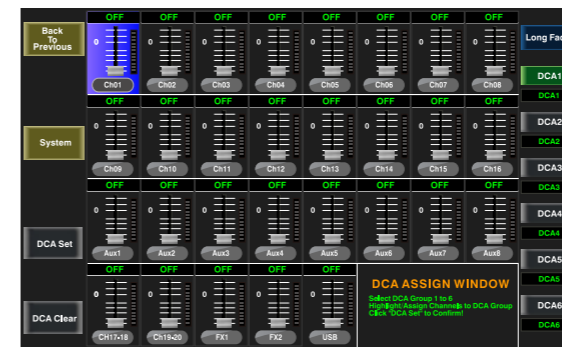 OFF OFF OFF OFF OFF OFF OFF OFF
Back
To
Previous
0 0 0 0 0 0 0 0
Long Fad
Ch01 Ch02 Ch03 Ch04 Ch05 Ch06 Ch07 Ch08
DCA1
DCA1
OFF OFF OFF OFF OFF OFF OFF OFF
0 0 0 0 0 0 0 0
DCA2
DCA2
System
Ch09 Ch10 Ch11 Ch12 Ch13 Ch14 Ch15 Ch16
DCA3
DCA3
OFF OFF OFF OFF OFF OFF OFF OFF
0 0 0 0 0 0 0 0
DCA4
DCA4
DCA Set
Aux1 Aux2 Aux3 Aux4 Aux5 Aux6 Aux7 Aux8
DCA5
DCA5
OFF OFF OFF OFF OFF
0 0 0 0 0
DCA ASSIGN WINDOW
Select DCA Group 1 to 6
Highlight/Assign Channels to DCA Group
Click "DCA Set" to Confirm!
DCA6
DCA6
DCA Clear
CH17-18 Ch19-20 FX1 FX2 USB